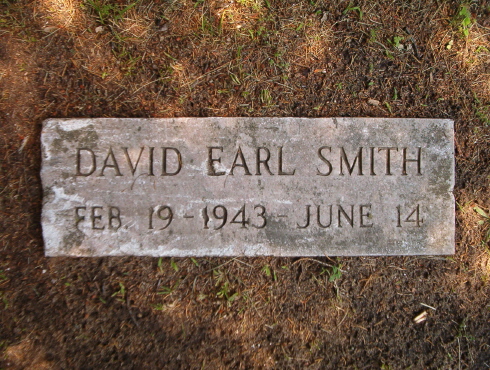 DAVID EARL SMITH
FEB. 19 - 1943 - JUNE 14